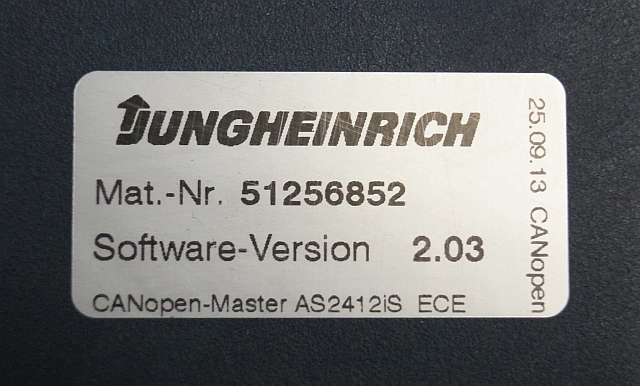 JUNGHEINRICH
Mat.-Nr. 51256852
Software-Version 2.03
CANopen-Master AS2412iS ECE
25.09.13 CANopen